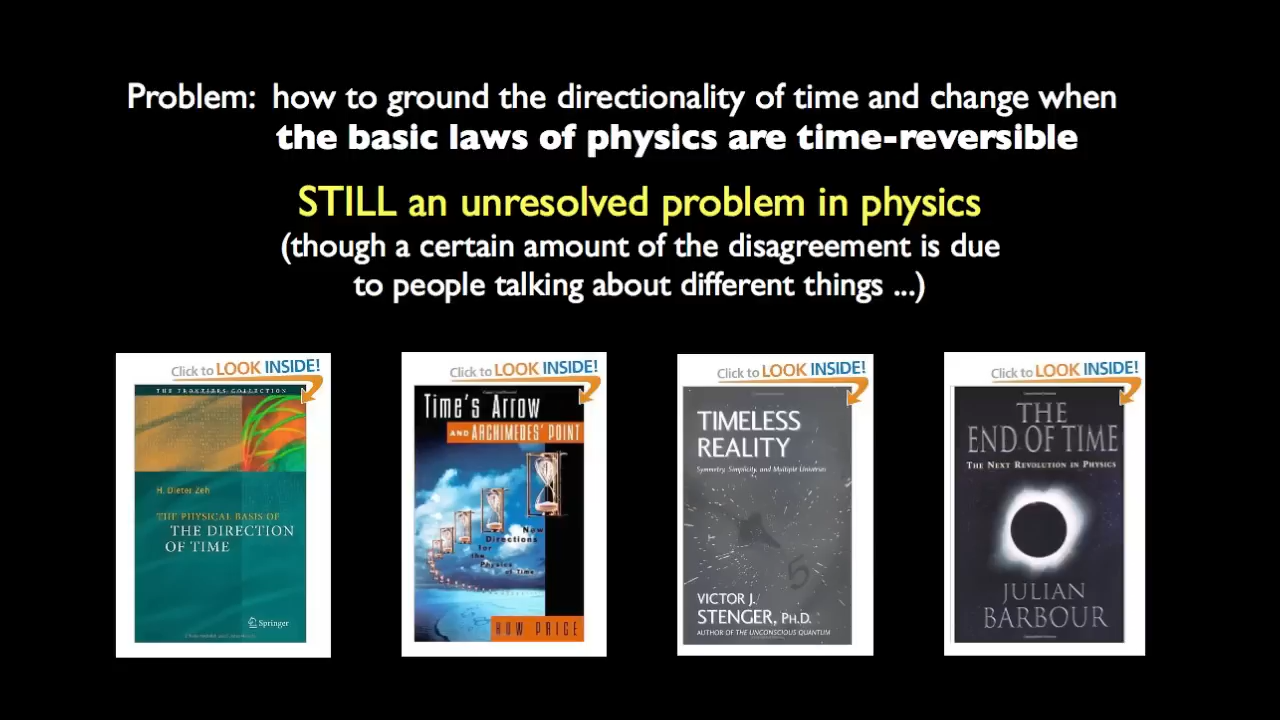 Problem: how to ground the directionality of time and change when
the basic laws of physics are time-reversible
STILL an unresolved problem in physics
(though a certain amount of the disagreement is due
to people talking about different things ...)
Click to LOOK INSIDE!
THE FRONTIERS COLLECTION
H. Dieter Zeh
THE PHYSICAL BASIS OF
THE DIRECTION
OF TIME
Springer
Click to LOOK INSIDE!
Time's Arrow
AND ARCHIMEDES' POINT
New
Directions
for
the
Physics
of Time
HUW PRICE
Click to LOOK INSIDE!
TIMELESS
REALITY
Symmetry, Simplicity, and Multiple Universes
5
VICTOR J.
STENGER, PH.D.
AUTHOR OF THE UNCONSCIOUS QUANTUM
Click to LOOK INSIDE!
THE
END OF TIME
THE NEXT REVOLUTION IN PHYSICS
JULIAN
BARBOUR